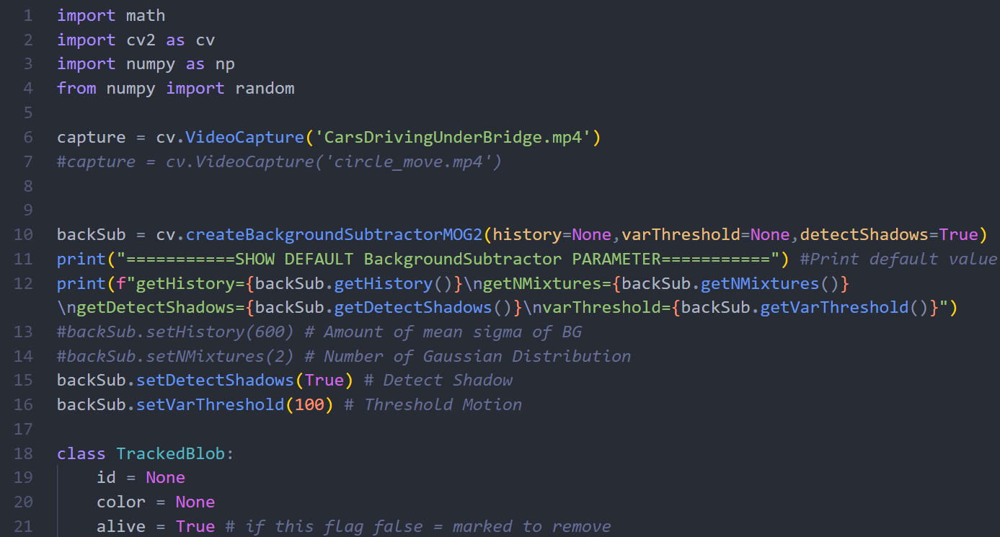 1 import math
2 import cv2 as cv
3 import numpy as np
4 from numpy import random
5
6 capture = cv.VideoCapture('CarsDrivingUnderBridge.mp4')
7 #capture = cv.VideoCapture('circle_move.mp4')
8
9
10 backSub = cv.createBackgroundSubtractorMOG2(history=None,varThreshold=None,detectShadows=True)
11 print("===========SHOW DEFAULT BackgroundSubtractor PARAMETER===========") #Print default value
12 print(f"getHistory={backSub.getHistory()}\ngetNMixtures={backSub.getNMixtures()}
\ngetDetectShadows={backSub.getDetectShadows()}\nvarThreshold={backSub.getVarThreshold()}")
13 #backSub.setHistory(600) # Amount of mean sigma of BG
14 #backSub.setNMixtures(2) # Number of Gaussian Distribution
15 backSub.setDetectShadows(True) # Detect Shadow
16 backSub.setVarThreshold(100) # Threshold Motion
17
18 class TrackedBlob:
19     id = None
20     color = None
21     alive = True # if this flag false = marked to remove